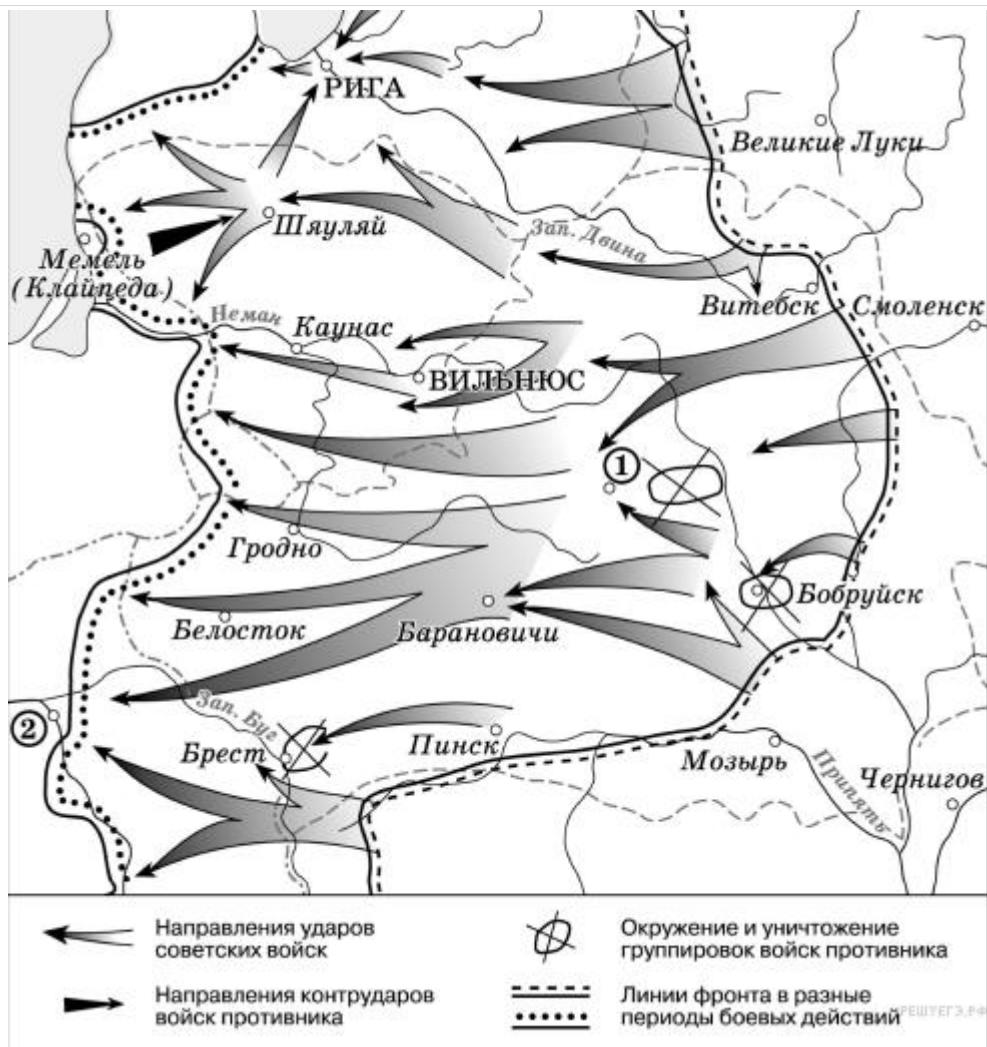 РИГА
Великие Луки
Шяуляй
Зап. Двина
Мемель
(Клайпеда)
Витебск
Смоленск
Неман
Каунас
ВИЛЬНЮС
1
Гродно
Бобруйск
Белосток
Барановичи
Зап. Буг
2
Брест
Пинск
Мозырь
Припять
Чернигов
Направления ударов
советских войск
Окружение и уничтожение
группировок войск противника
Направления контрударов
войск противника
Линии фронта в разные
периоды боевых действий
РЕШУЕГЭ.РФ